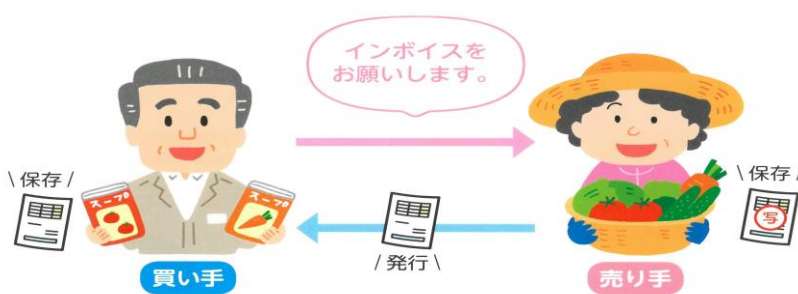 インボイスを
お願いします。
\ 保存 /
スープ
スープ
買い手
/ 発行 \
売り手
\ 保存 /
写